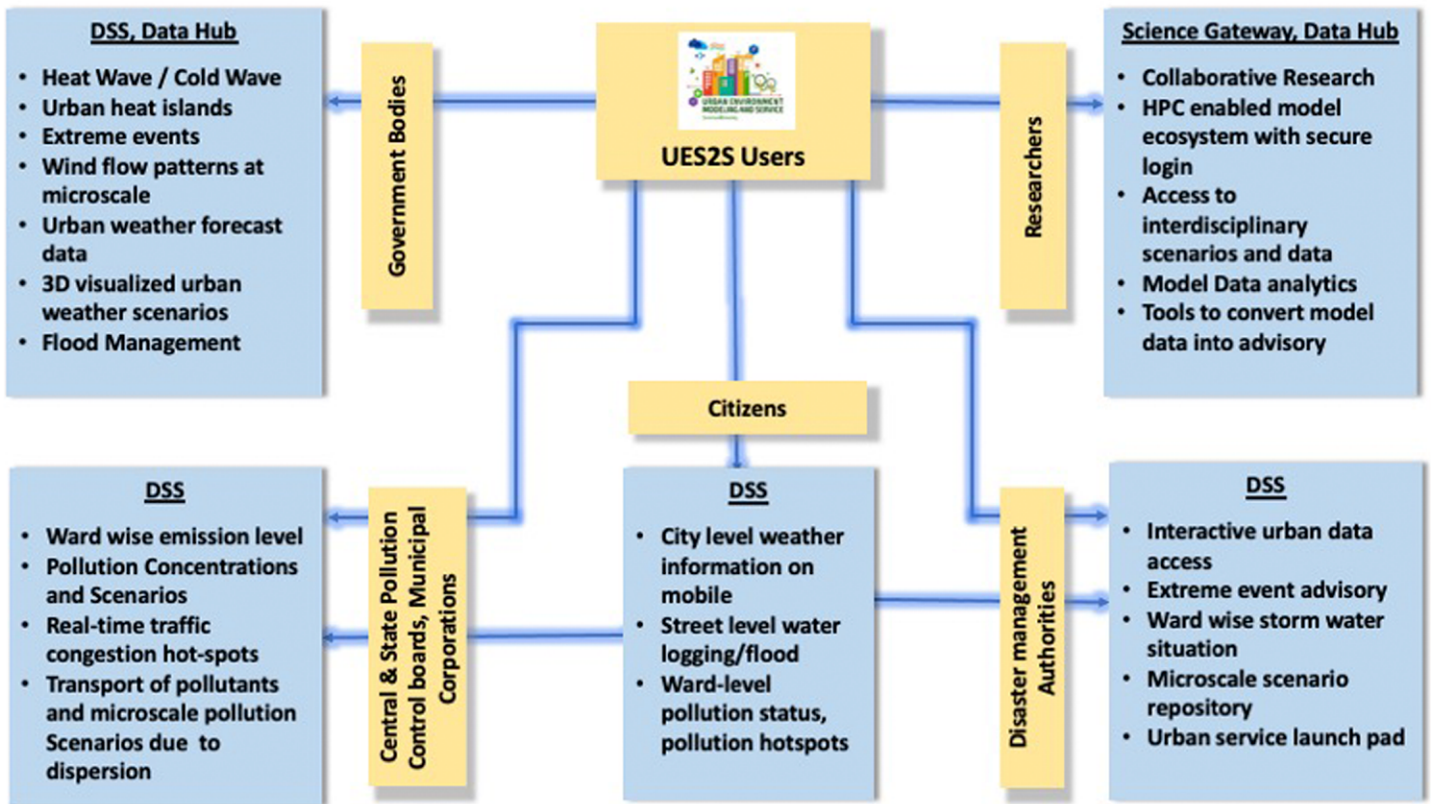 DSS, Data Hub
• Heat Wave / Cold Wave
• Urban heat islands
• Extreme events
• Wind flow patterns at
microscale
• Urban weather forecast
data
• 3D visualized urban
weather scenarios
• Flood Management
Government Bodies
URBAN ENVIRONMENT
MODELING AND SERVICE
UES2S Users
Researchers
Science Gateway, Data Hub
• Collaborative Research
• HPC enabled model
ecosystem with secure
login
• Access to
interdisciplinary
scenarios and data
• Model Data analytics
• Tools to convert model
data into advisory
Citizens
DSS
• Ward wise emission level
• Pollution Concentrations
and Scenarios
• Real-time traffic
congestion hot-spots
• Transport of pollutants
and microscale pollution
Scenarios due to
dispersion
Central & State Pollution
Control boards, Municipal
Corporations
DSS
• City level weather
information on
mobile
• Street level water
logging/flood
• Ward-level
pollution status,
pollution hotspots
Disaster management
Authorities
DSS
• Interactive urban data
access
• Extreme event advisory
• Ward wise storm water
situation
• Microscale scenario
repository
• Urban service launch pad